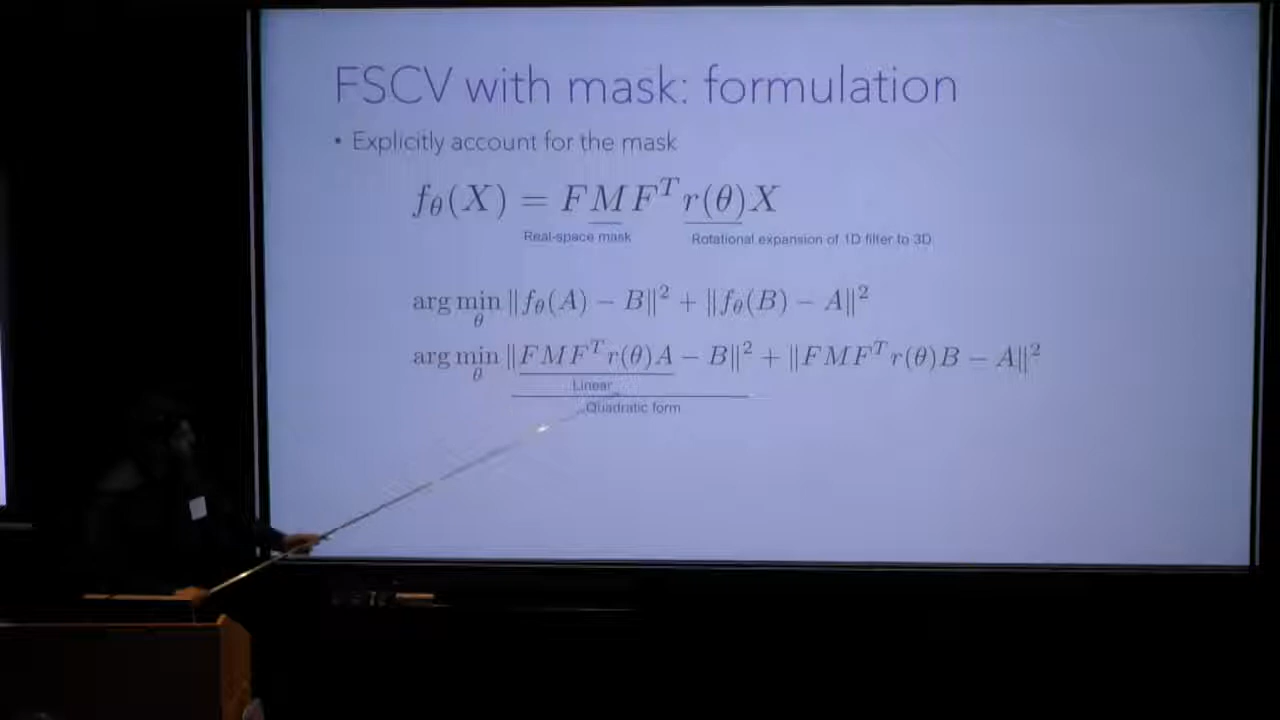 FSCV with mask: formulation
• Explicitly account for the mask
f_θ(X) = FMF^T r(θ)X
Real-space mask Rotational expansion of 1D filter to 3D
arg min_θ ‖f_θ(A) − B‖² + ‖f_θ(B) − A‖²
arg min_θ ‖FMF^T r(θ)A − B‖² + ‖FMF^T r(θ)B − A‖²
Linear
Quadratic form